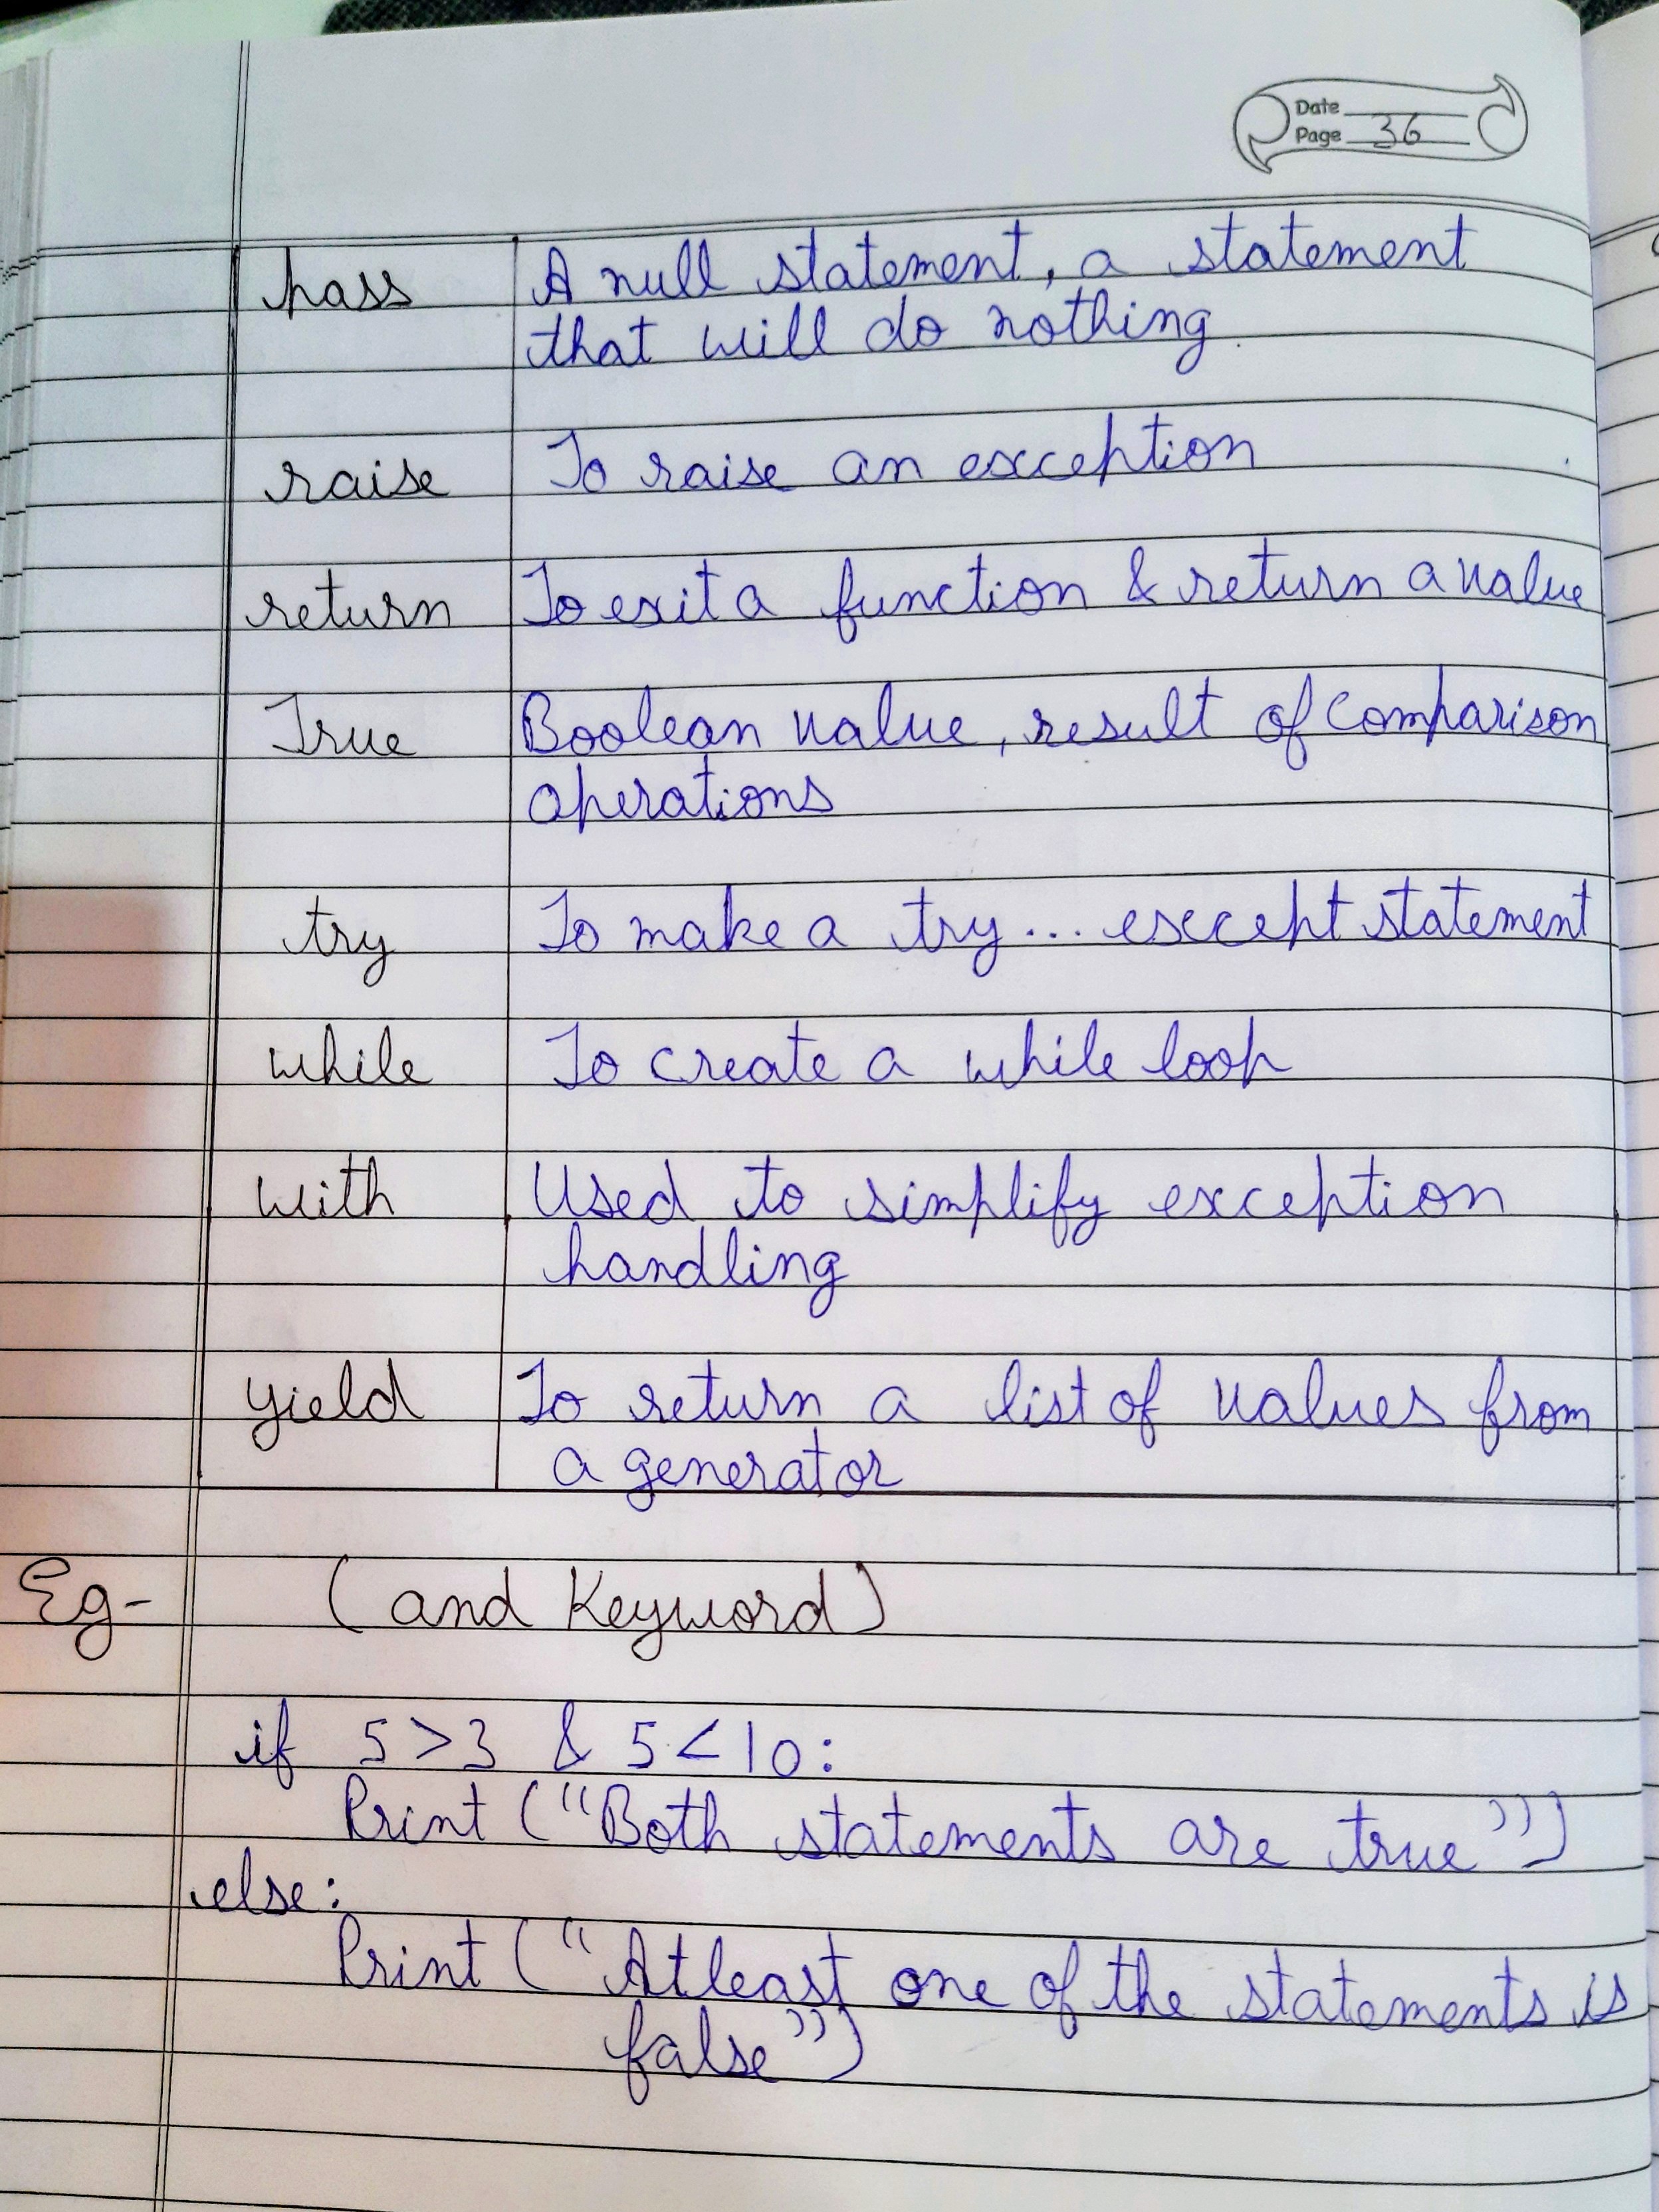 Date
Page 36
pass A null statement, a statement
that will do nothing.
raise To raise an exception
return To exit a function & return a value
True Boolean value, result of comparison
operations
try To make a try... except statement
while To create a while loop
with Used to simplify exception
handling
yield To return a list of values from
a generator
Eg- (and Keyword)
if 5>3 & 5<10:
Print ("Both statements are true")
else:
Print ("Atleast one of the statements is
false")